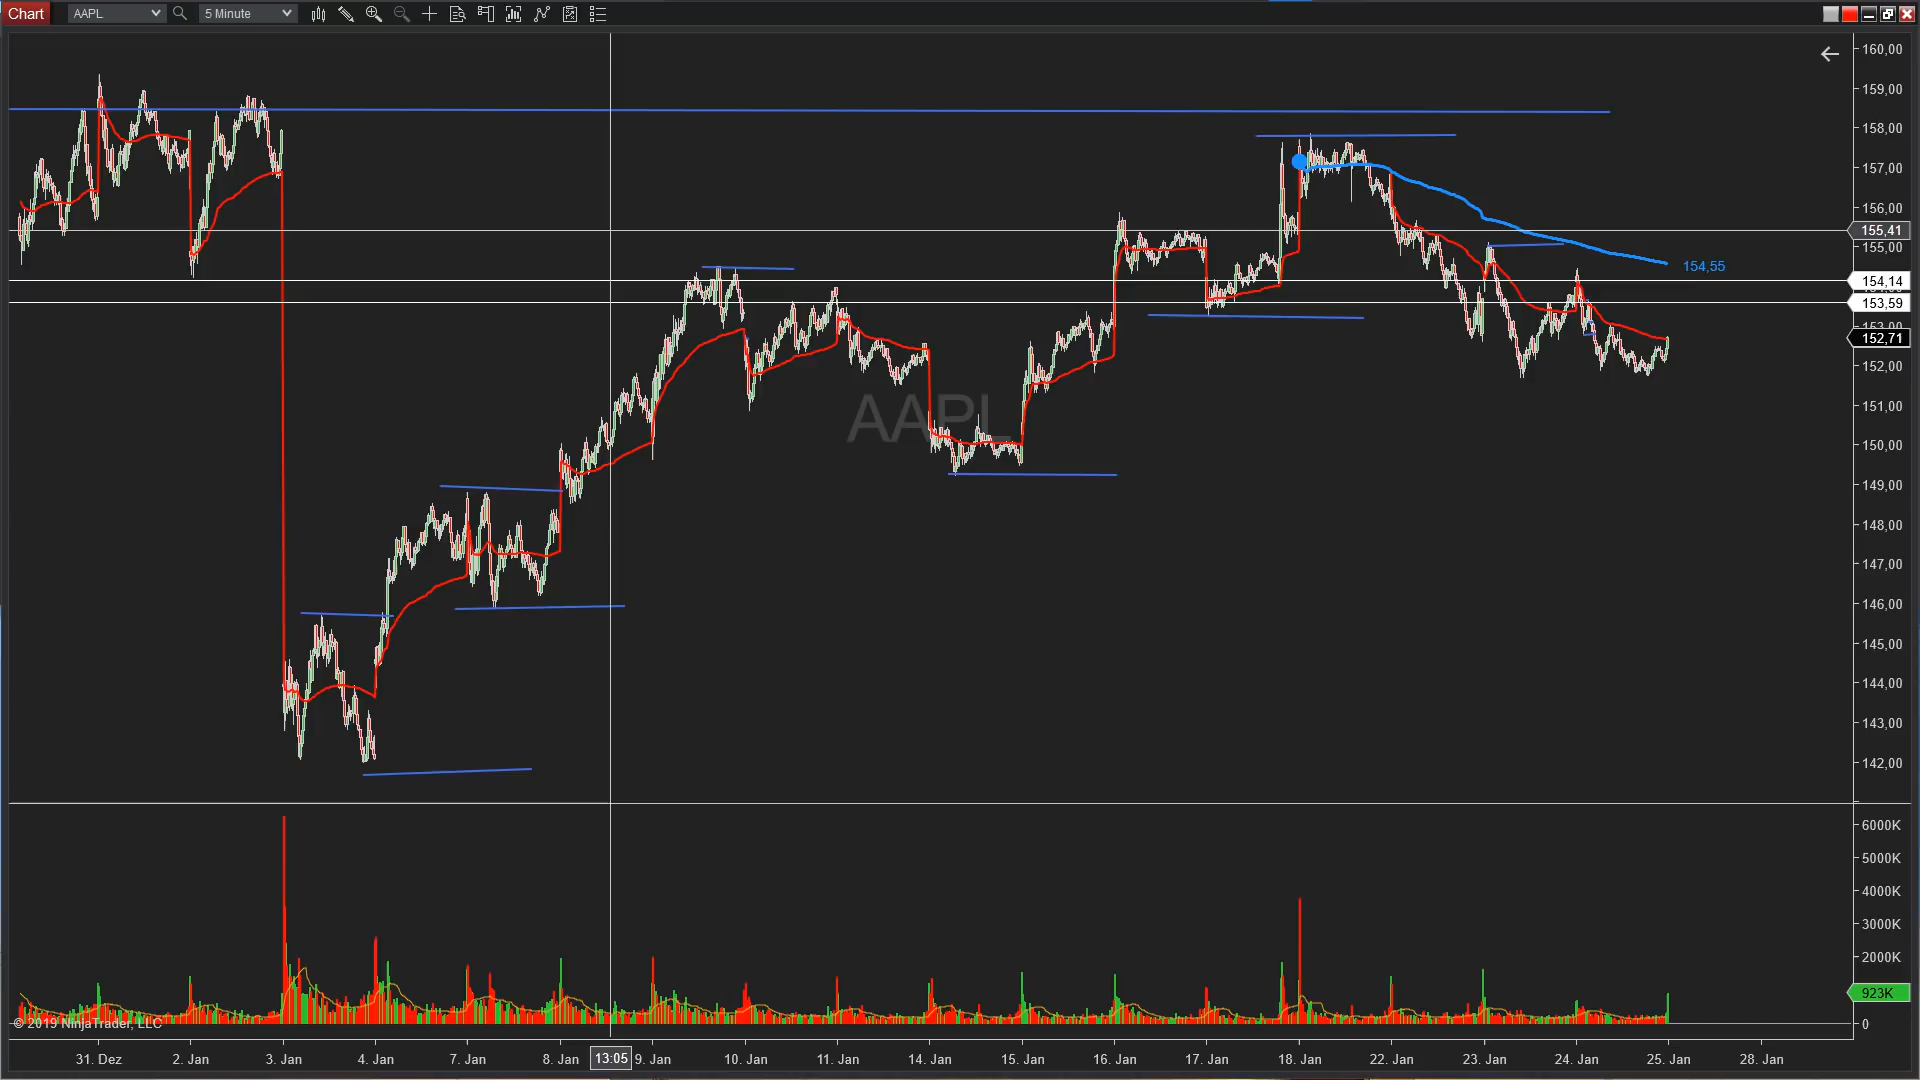 Chart AAPL 5 Minute
160,00
159,00
158,00
157,00
156,00
155,41
155,00
154,55
154,14
153,59
153,00
152,71
152,00
151,00
AAPL
150,00
149,00
148,00
147,00
146,00
145,00
144,00
143,00
142,00
6000K
5000K
4000K
3000K
2000K
923K
© 2019 NinjaTrader, LLC
0
31. Dez 2. Jan 3. Jan 4. Jan 7. Jan 8. Jan 13:05 9. Jan 10. Jan 11. Jan 14. Jan 15. Jan 16. Jan 17. Jan 18. Jan 22. Jan 23. Jan 24. Jan 25. Jan 28. Jan